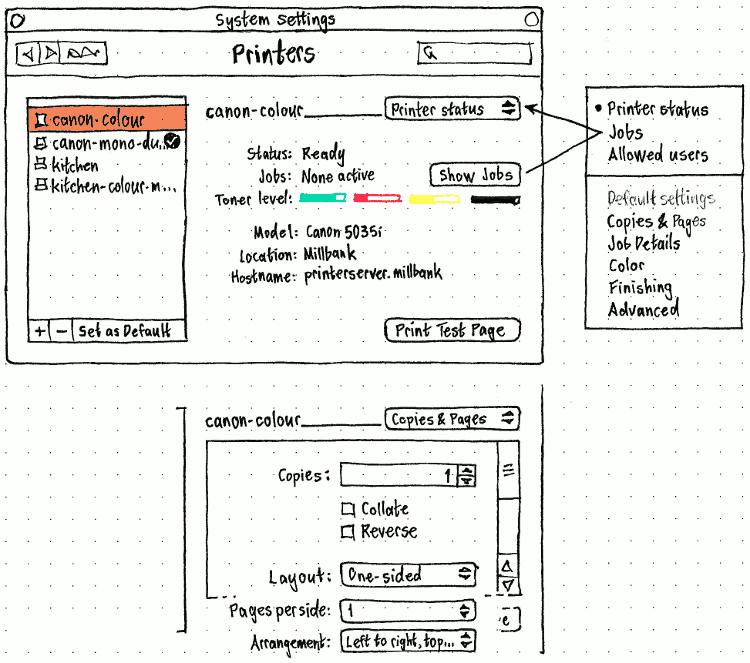 System settings
Printers
canon-colour
canon-mono-du...
kitchen
kitchen-colour-m...
+ - Set as Default
canon-colour Printer status
Status: Ready
Jobs: None active Show Jobs
Toner level:
Model: Canon 5035i
Location: Millbank
Hostname: printerserver.millbank
Print Test Page
Printer status
Jobs
Allowed users
Default settings
Copies & Pages
Job Details
Color
Finishing
Advanced
canon-colour Copies & Pages
Copies: 1
Collate
Reverse
Layout: One-sided
Pages per side: 1
e
Arrangement: Left to right, top...